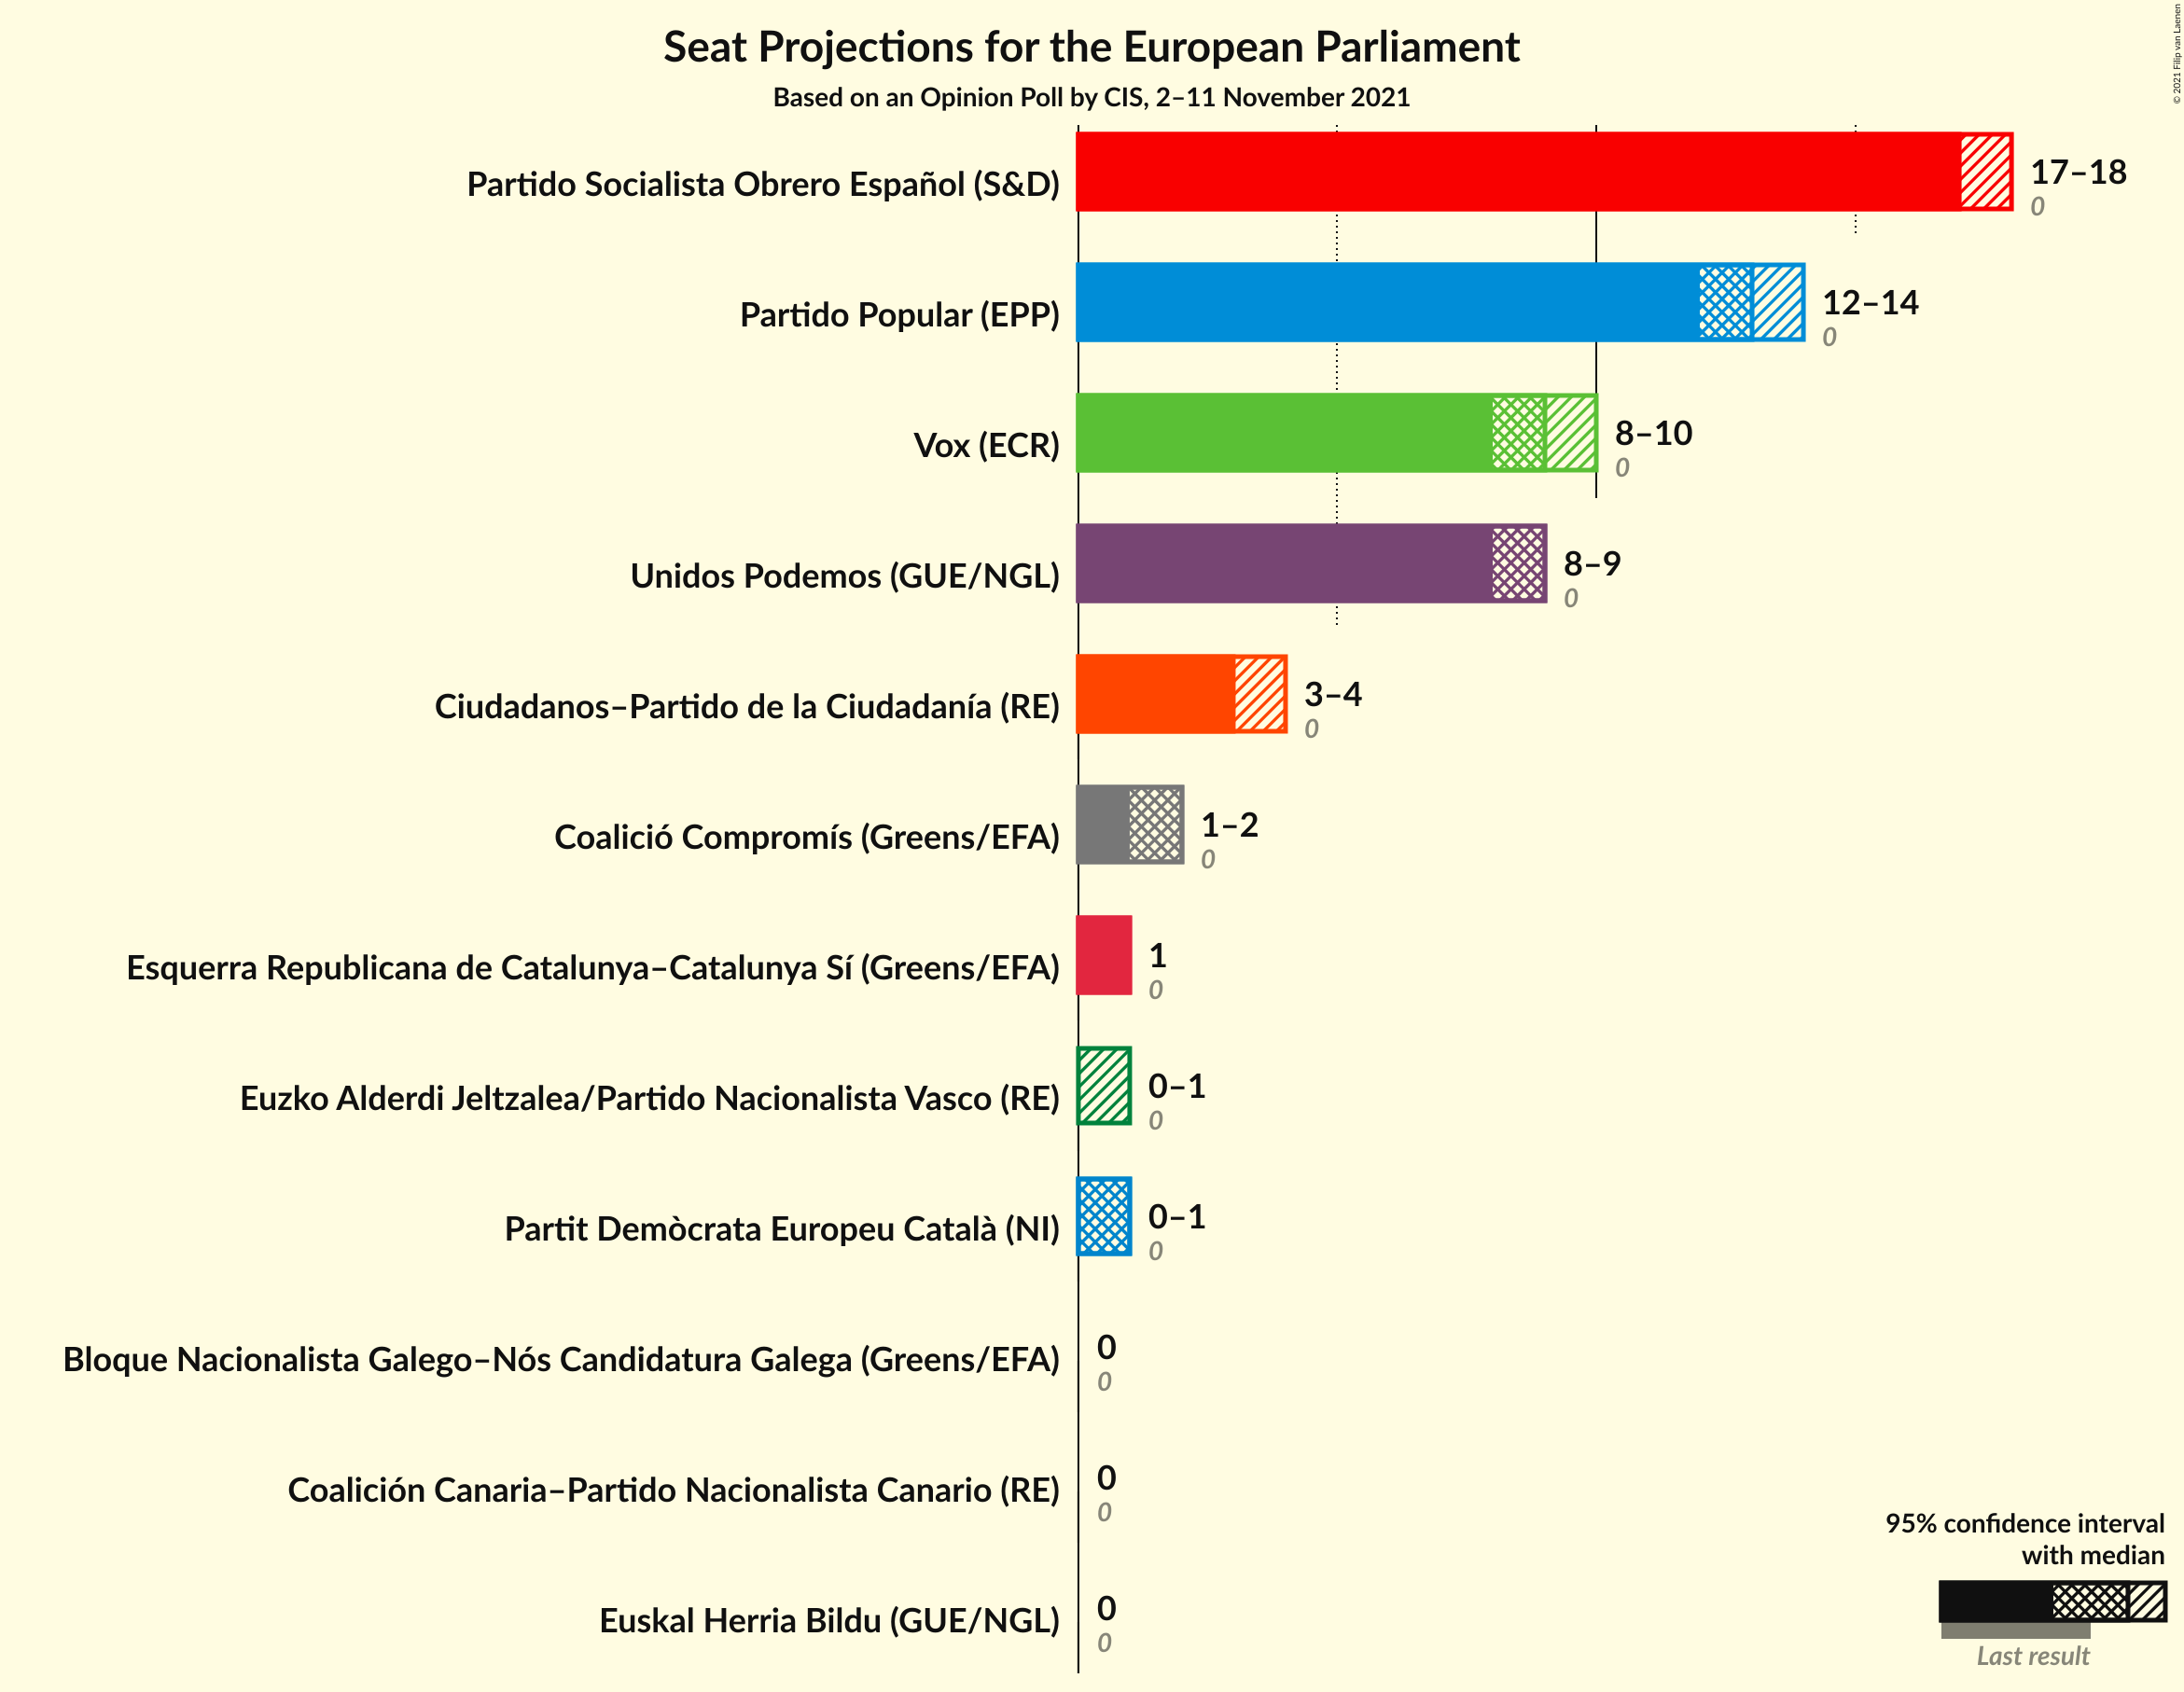 Seat Projections for the European Parliament
Based on an Opinion Poll by CIS, 2–11 November 2021
© 2021 Filip van Laenen
Partido Socialista Obrero Español (S&D)
17–18
0
Partido Popular (EPP)
12–14
0
Vox (ECR)
8–10
0
Unidos Podemos (GUE/NGL)
8–9
0
Ciudadanos–Partido de la Ciudadanía (RE)
3–4
0
Coalició Compromís (Greens/EFA)
1–2
0
Esquerra Republicana de Catalunya–Catalunya Sí (Greens/EFA)
1
0
Euzko Alderdi Jeltzalea/Partido Nacionalista Vasco (RE)
0–1
0
Partit Demòcrata Europeu Català (NI)
0–1
0
Bloque Nacionalista Galego–Nós Candidatura Galega (Greens/EFA)
0
0
Coalición Canaria–Partido Nacionalista Canario (RE)
0
0
Euskal Herria Bildu (GUE/NGL)
0
0
95% confidence interval
with median
Last result